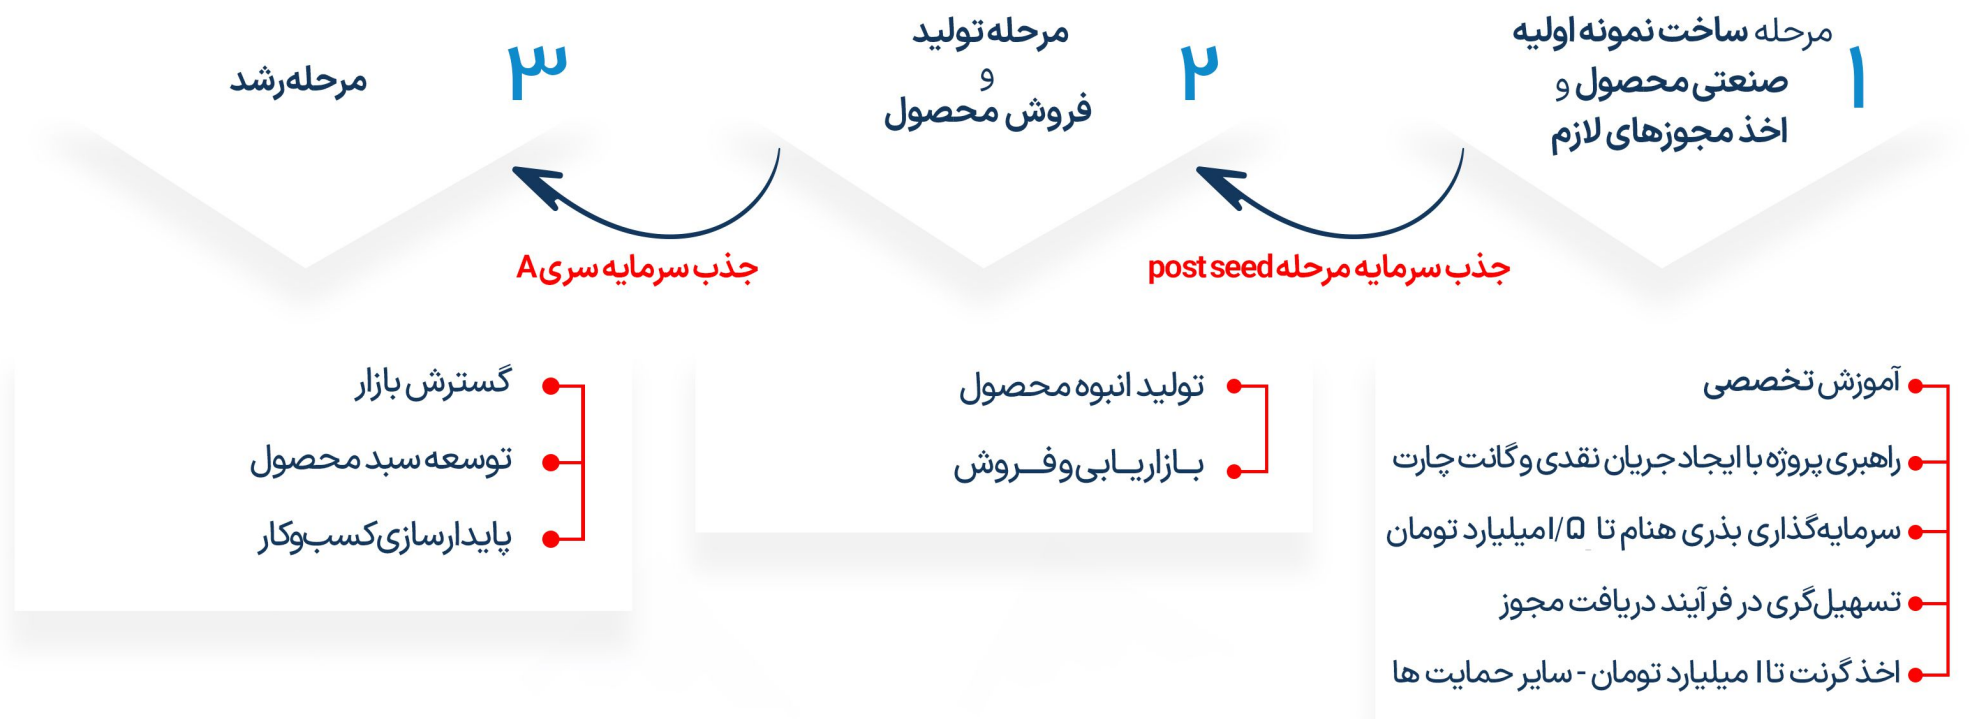 ۱
مرحله ساخت نمونه اولیه
صنعتی محصول و
اخذ مجوزهای لازم
جذب سرمایه مرحله post seed
۲
مرحله تولید
و
فروش محصول
جذب سرمایه سری A
۳
مرحله رشد
آموزش تخصصی
راهبری پروژه با ایجاد جریان نقدی و گانت چارت
سرمایه‌گذاری بذری هنام تا ۱/۵ میلیارد تومان
تسهیل‌گری در فرآیند دریافت مجوز
اخذ گرنت تا ۱ میلیارد تومان - سایر حمایت ها
تولید انبوه محصول
بـازاریـابی و فـروش
گسترش بازار
توسعه سبد محصول
پایدارسازی کسب‌وکار